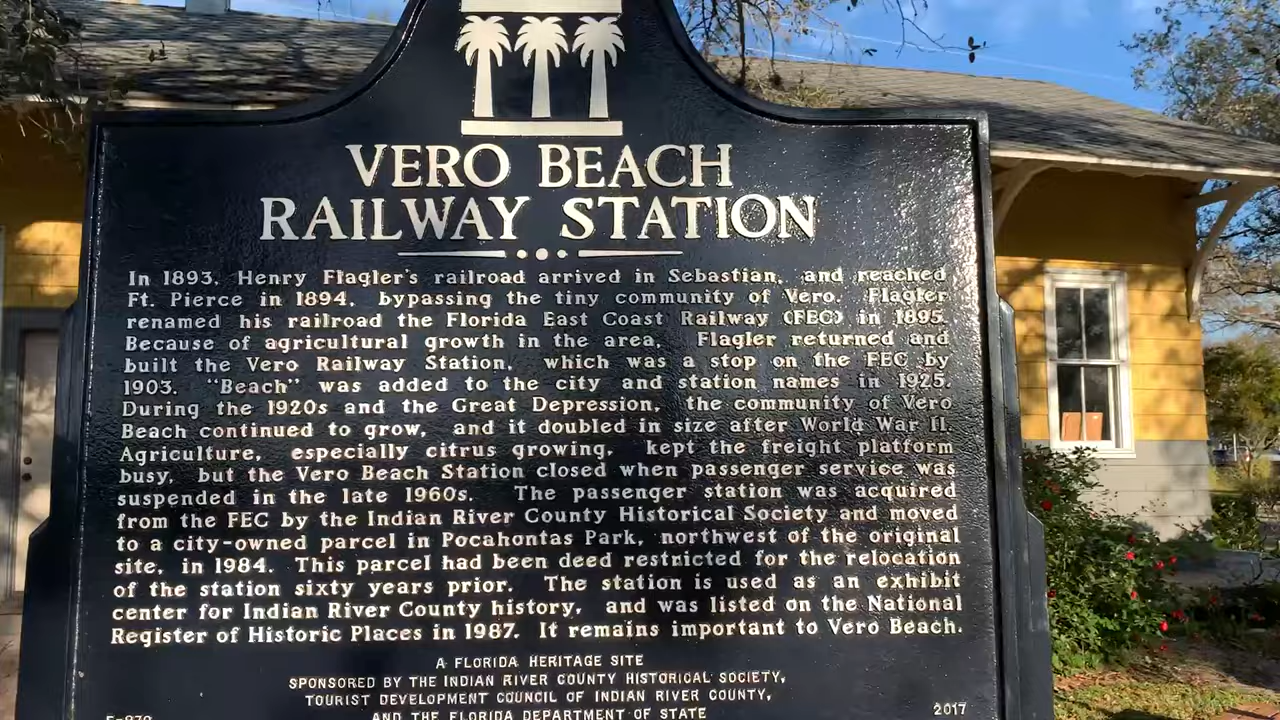 VERO BEACH
RAILWAY STATION
In 1893, Henry Flagler's railroad arrived in Sebastian, and reached
Ft. Pierce in 1894, bypassing the tiny community of Vero. Flagler
renamed his railroad the Florida East Coast Railway (FEC) in 1895.
Because of agricultural growth in the area, Flagler returned and
built the Vero Railway Station, which was a stop on the FEC by
1903. "Beach" was added to the city and station names in 1925.
During the 1920s and the Great Depression, the community of Vero
Beach continued to grow, and it doubled in size after World War II.
Agriculture, especially citrus growing, kept the freight platform
busy, but the Vero Beach Station closed when passenger service was
suspended in the late 1960s. The passenger station was acquired
from the FEC by the Indian River County Historical Society and moved
to a city-owned parcel in Pocahontas Park, northwest of the original
site, in 1984. This parcel had been deed restricted for the relocation
of the station sixty years prior. The station is used as an exhibit
center for Indian River County history, and was listed on the National
Register of Historic Places in 1987. It remains important to Vero Beach.
A FLORIDA HERITAGE SITE
SPONSORED BY THE INDIAN RIVER COUNTY HISTORICAL SOCIETY,
TOURIST DEVELOPMENT COUNCIL OF INDIAN RIVER COUNTY,
AND THE FLORIDA DEPARTMENT OF STATE
2017